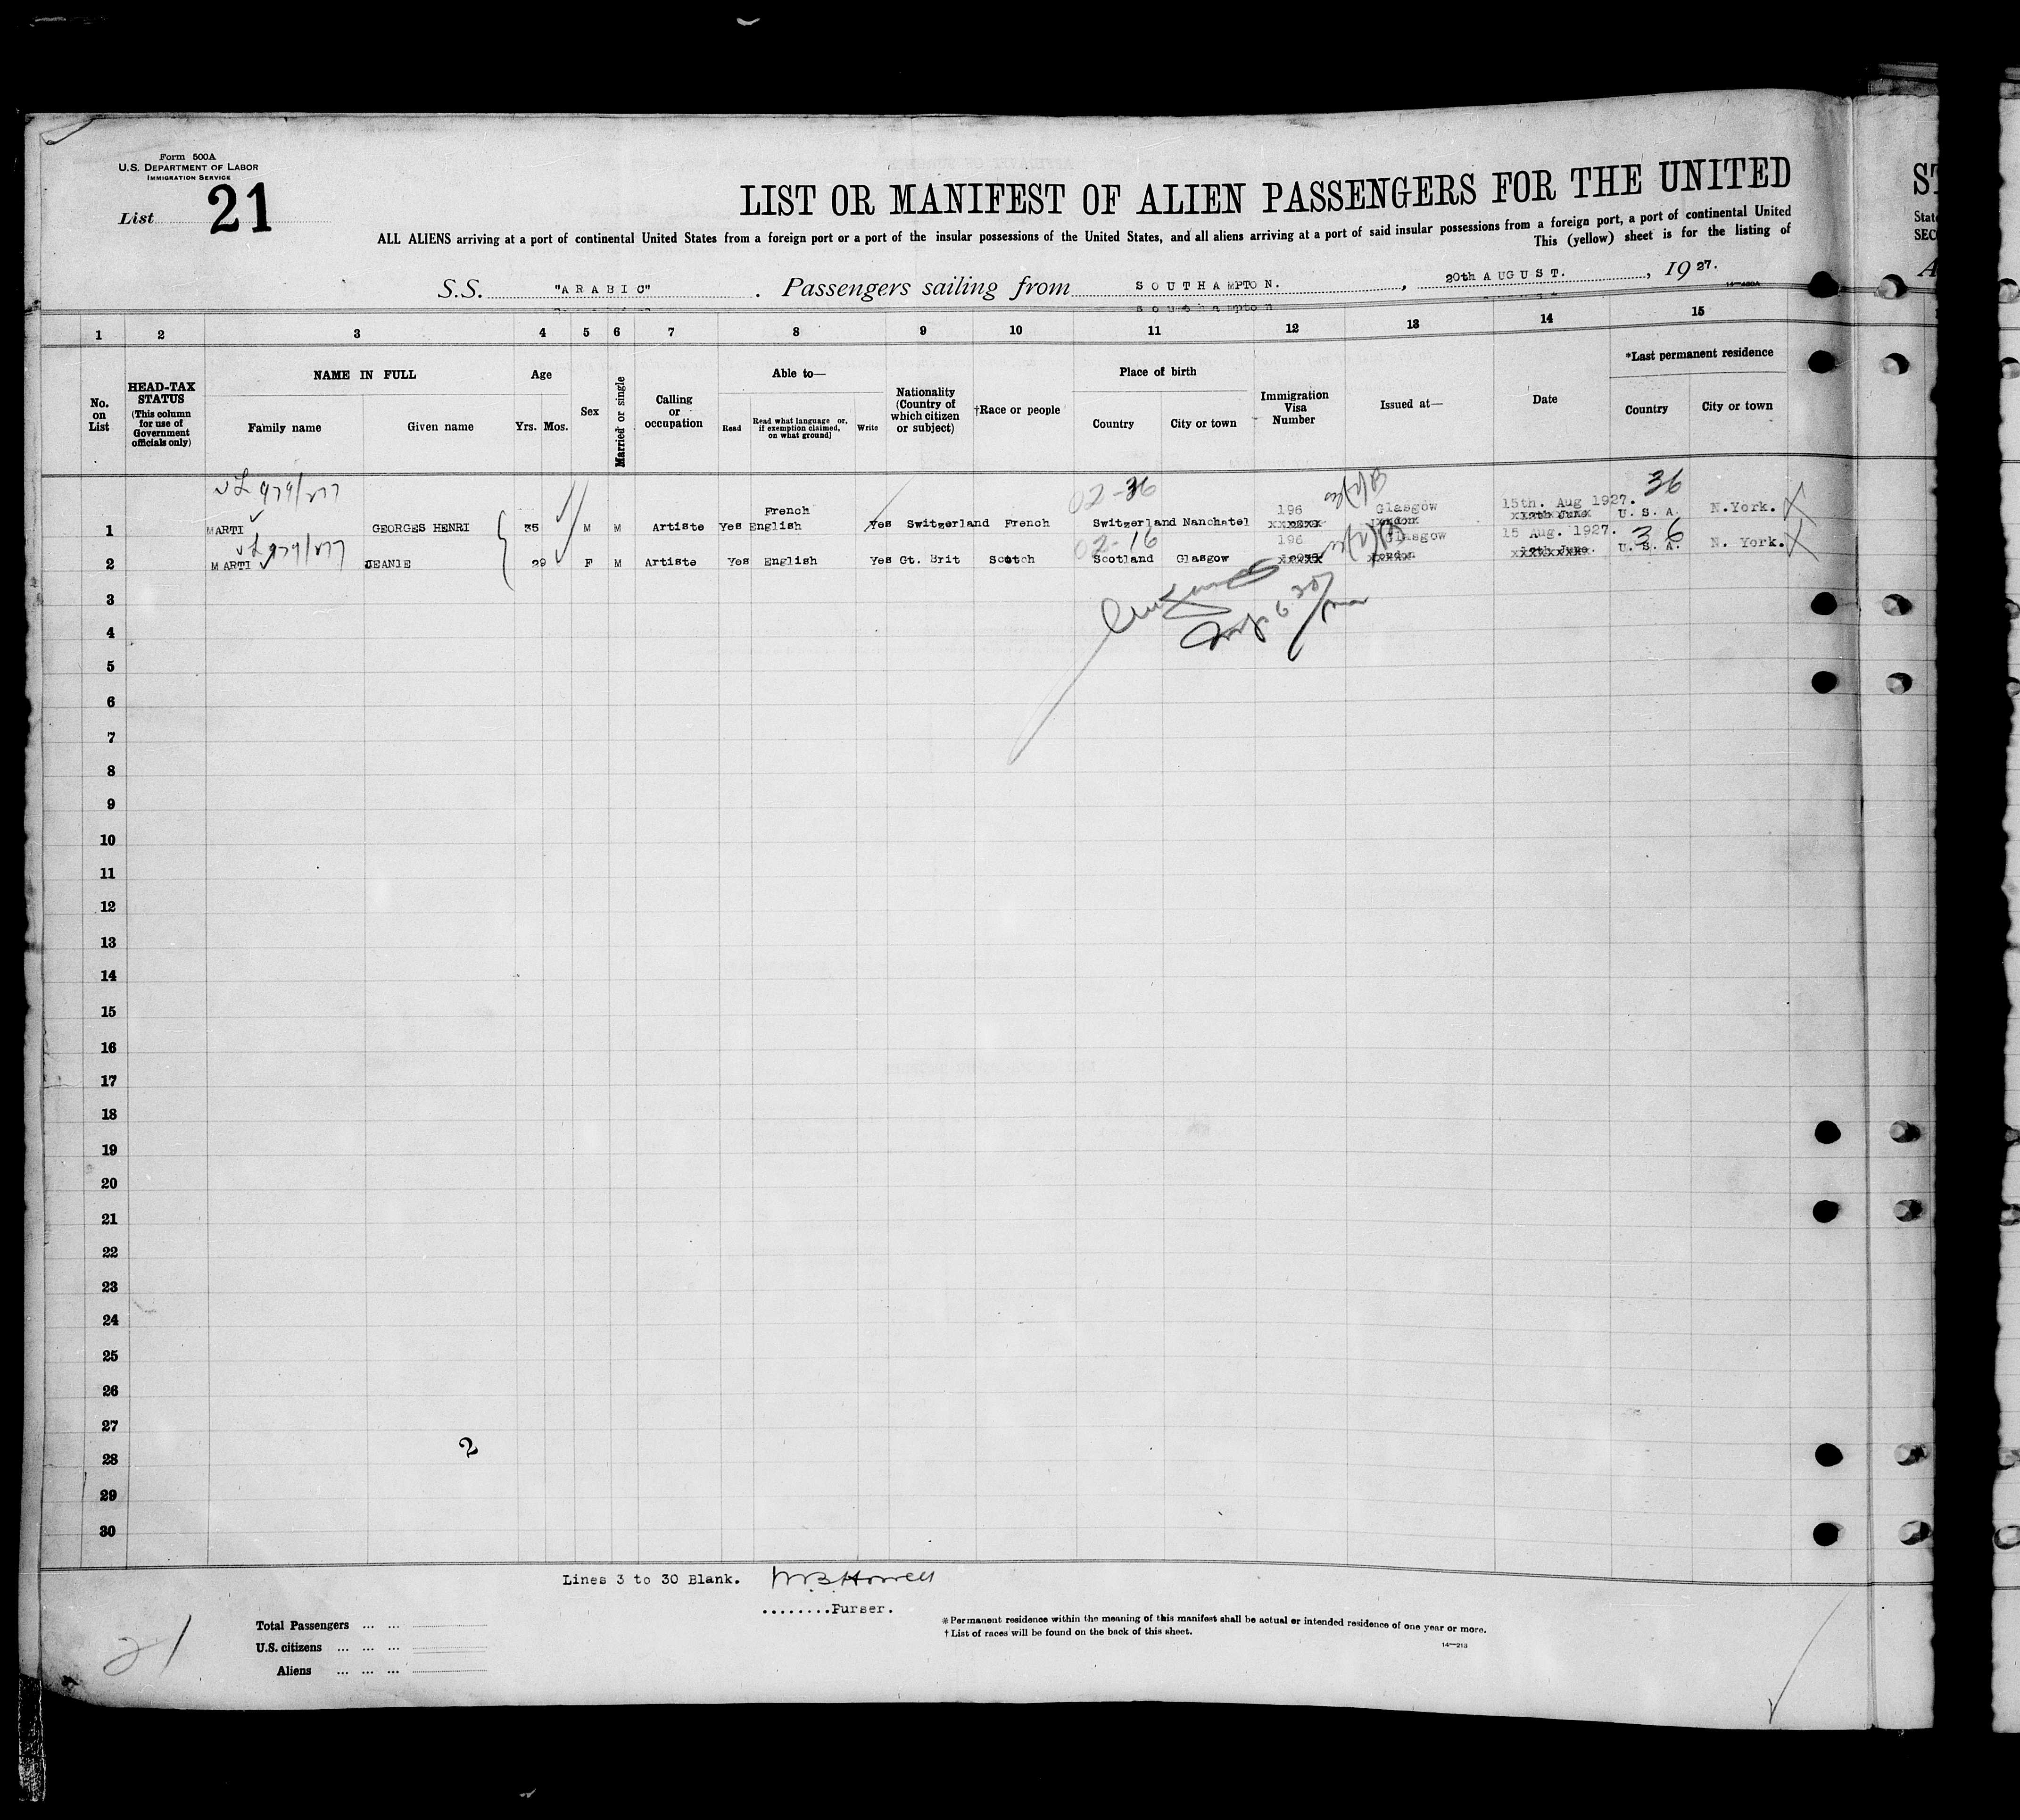 Form 500A
U.S. DEPARTMENT OF LABOR
IMMIGRATION SERVICE
List 21
LIST OR MANIFEST OF ALIEN PASSENGERS FOR THE UNITED
ALL ALIENS arriving at a port of continental United States from a foreign port or a port of the insular possessions of the United States, and all aliens arriving at a port of said insular possessions from a foreign port, a port of continental United
This (yellow) sheet is for the listing of
S.S. "ARABIC" . Passengers sailing from SOUTHAMPTON. , 20th AUGUST. , 1927.
Southampton
1 2 3 4 5 6 7 8 9 10 11 12 13 14 15
No. on List
HEAD-TAX STATUS (This column for use of Government officials only)
NAME IN FULL
Family name Given name
Age
Yrs. Mos.
Sex
Married or single
Calling or occupation
Able to—
Read Read what language or, if exemption claimed, on what ground) Write
Nationality (Country of which citizen or subject)
†Race or people
Place of birth
Country City or town
Immigration Visa Number
Issued at—
Date
*Last permanent residence
Country City or town
02-36 36
French 196 Glasgow 15th. Aug 1927.
1 MARTI GEORGES HENRI 35 M M Artiste Yes English Yes Switzerland French Switzerland Nanchatel London 12th June U. S. A. N.York.
02-16 196 Glasgow 15 Aug. 1927. 36
2 MARTI JEANIE 29 F M Artiste Yes English Yes Gt. Brit Scotch Scotland Glasgow London 12th June. U. S. A. N. York.
3
4
5
6
7
8
9
10
11
12
13
14
15
16
17
18
19
20
21
22
23
24
25
26
27
2
28
29
30
Lines 3 to 30 Blank. W.B. Howell
........Purser.
Total Passengers ... ...
U.S. citizens ... ... ...
Aliens ... ... ...
21
*Permanent residence within the meaning of this manifest shall be actual or intended residence of one year or more.
†List of races will be found on the back of this sheet.
14—213